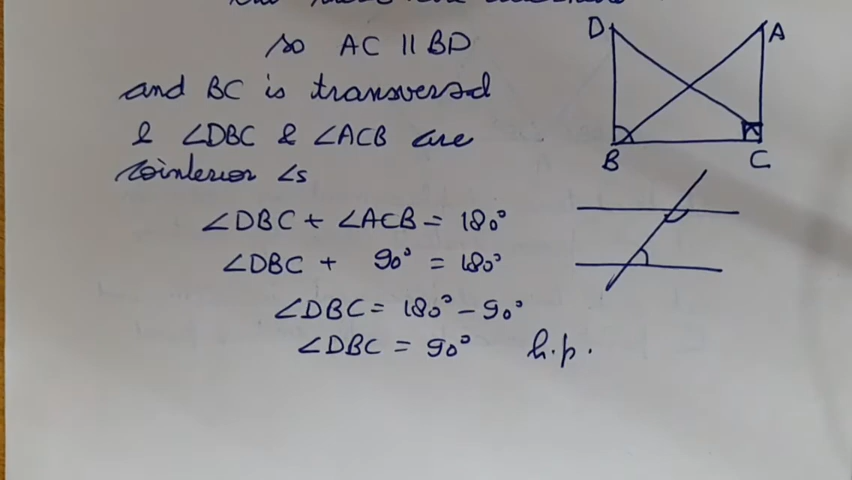 so AC || BD
and BC is transversal
& ∠DBC & ∠ACB are
cointerior ∠s
∠DBC + ∠ACB = 180°
∠DBC + 90° = 180°
∠DBC = 180° - 90°
∠DBC = 90° h.p.
D A
B C